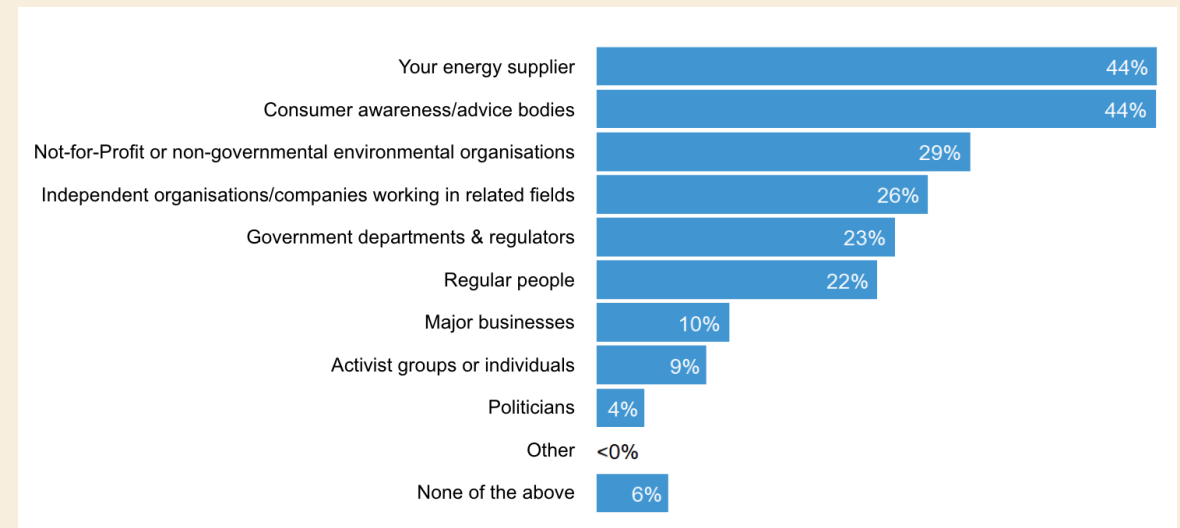 Your energy supplier 44%
Consumer awareness/advice bodies 44%
Not-for-Profit or non-governmental environmental organisations 29%
Independent organisations/companies working in related fields 26%
Government departments & regulators 23%
Regular people 22%
Major businesses 10%
Activist groups or individuals 9%
Politicians 4%
Other <0%
None of the above 6%